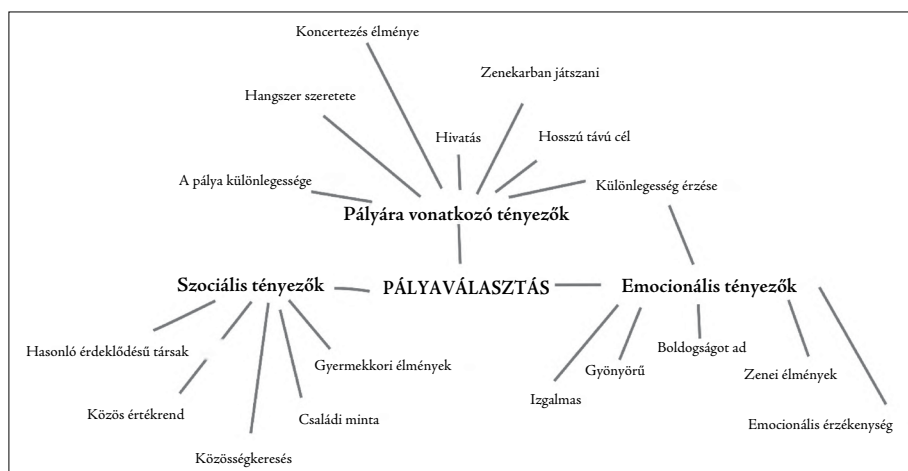 Koncertezés élménye
Zenekarban játszani
Hangszer szeretete
Hivatás
Hosszú távú cél
A pálya különlegessége
Különlegesség érzése
Pályára vonatkozó tényezők
Szociális tényezők
PÁLYAVÁLASZTÁS
Emocionális tényezők
Hasonló érdeklődésű társak
Gyermekkori élmények
Boldogságot ad
Gyönyörű
Zenei élmények
Izgalmas
Közös értékrend
Családi minta
Emocionális érzékenység
Közösségkeresés